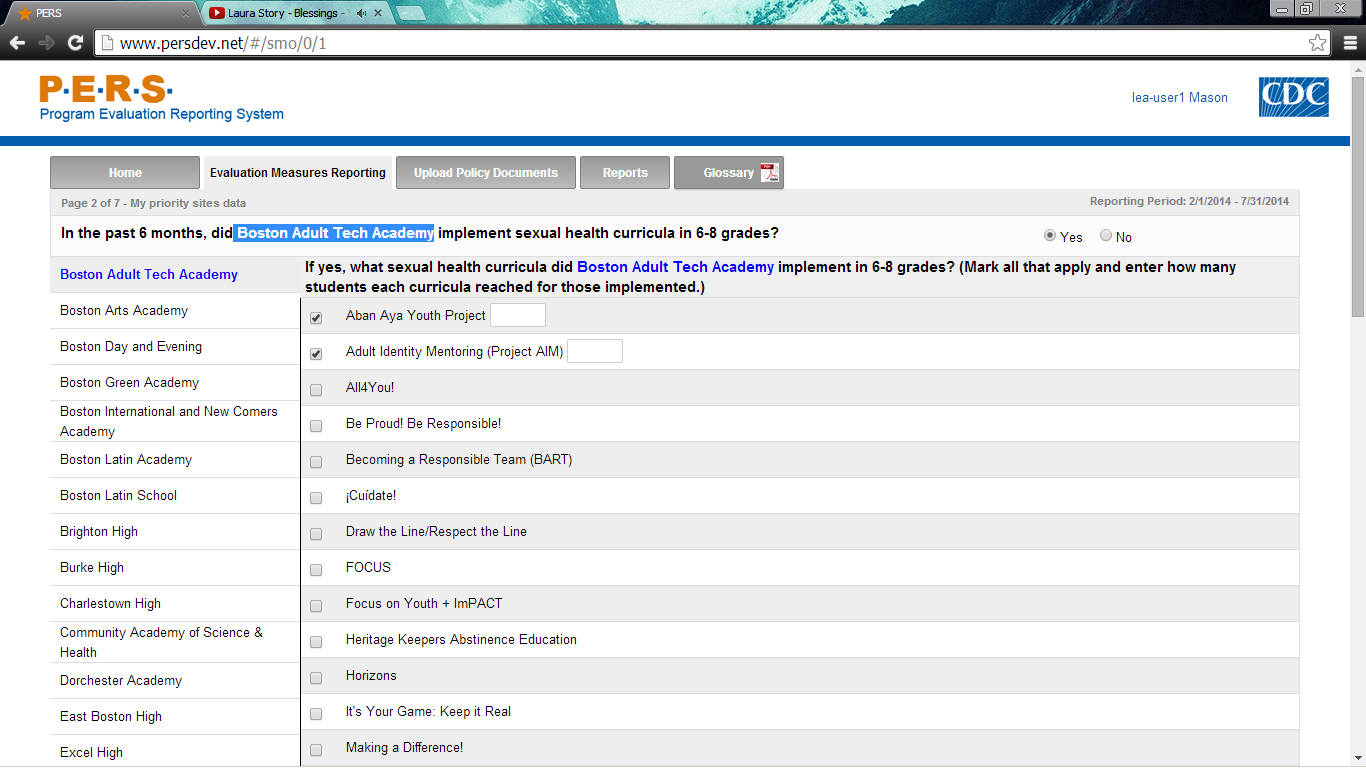 PERS
Laura Story - Blessings -
www.persdev.net/#/smo/0/1
P·E·R·S·
Program Evaluation Reporting System
lea-user1 Mason
CDC
Home
Evaluation Measures Reporting
Upload Policy Documents
Reports
Glossary
Page 2 of 7 - My priority sites data
Reporting Period: 2/1/2014 - 7/31/2014
In the past 6 months, did Boston Adult Tech Academy implement sexual health curricula in 6-8 grades?
Yes
No
Boston Adult Tech Academy
Boston Arts Academy
Boston Day and Evening
Boston Green Academy
Boston International and New Comers
Academy
Boston Latin Academy
Boston Latin School
Brighton High
Burke High
Charlestown High
Community Academy of Science &
Health
Dorchester Academy
East Boston High
Excel High
If yes, what sexual health curricula did Boston Adult Tech Academy implement in 6-8 grades? (Mark all that apply and enter how many
students each curricula reached for those implemented.)
Aban Aya Youth Project
Adult Identity Mentoring (Project AIM)
All4You!
Be Proud! Be Responsible!
Becoming a Responsible Team (BART)
¡Cuídate!
Draw the Line/Respect the Line
FOCUS
Focus on Youth + ImPACT
Heritage Keepers Abstinence Education
Horizons
It's Your Game: Keep it Real
Making a Difference!